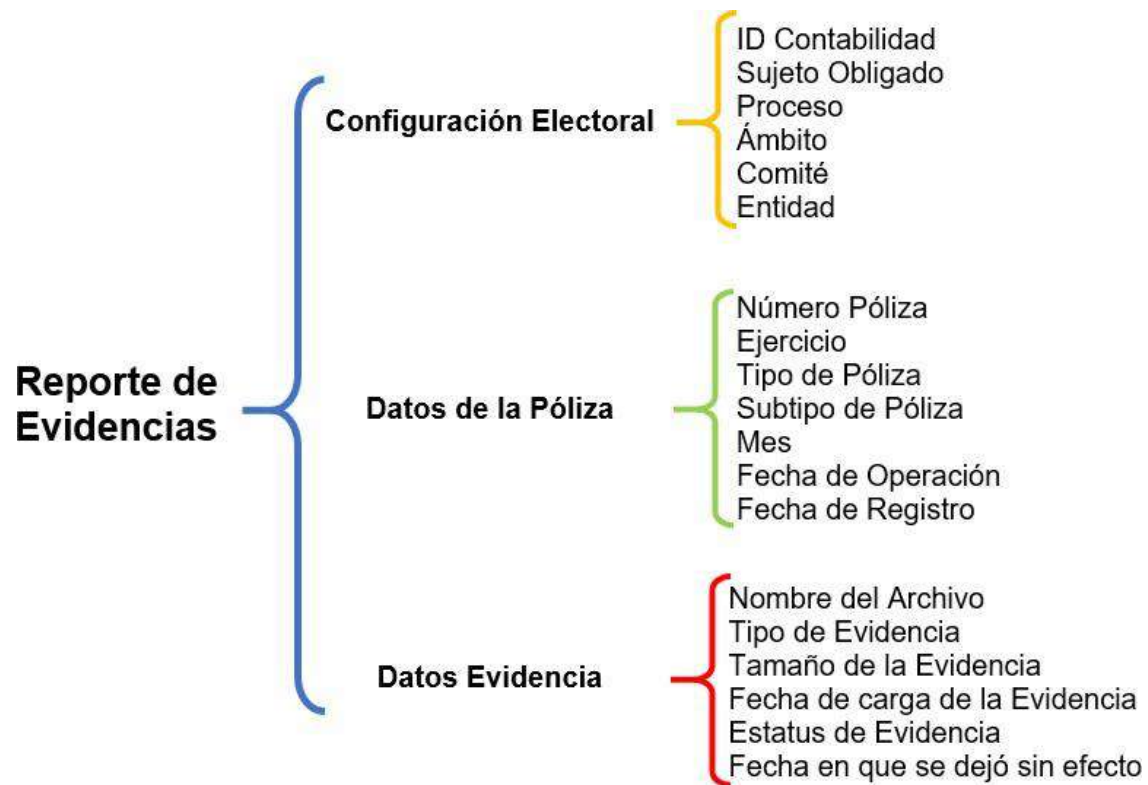 Reporte de
Evidencias
Configuración Electoral
ID Contabilidad
Sujeto Obligado
Proceso
Ámbito
Comité
Entidad
Datos de la Póliza
Número Póliza
Ejercicio
Tipo de Póliza
Subtipo de Póliza
Mes
Fecha de Operación
Fecha de Registro
Datos Evidencia
Nombre del Archivo
Tipo de Evidencia
Tamaño de la Evidencia
Fecha de carga de la Evidencia
Estatus de Evidencia
Fecha en que se dejó sin efecto